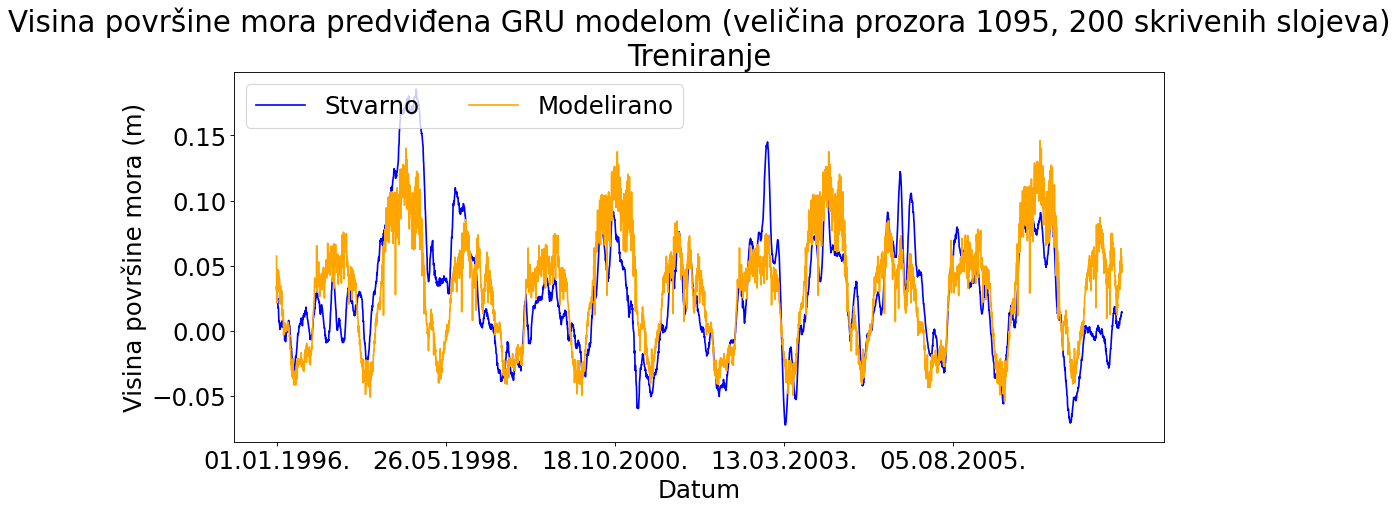 Visina površine mora predviđena GRU modelom (veličina prozora 1095, 200 skrivenih slojeva)
Treniranje
Stvarno Modelirano
Visina površine mora (m)
0.15
0.10
0.05
0.00
−0.05
01.01.1996. 26.05.1998. 18.10.2000. 13.03.2003. 05.08.2005.
Datum